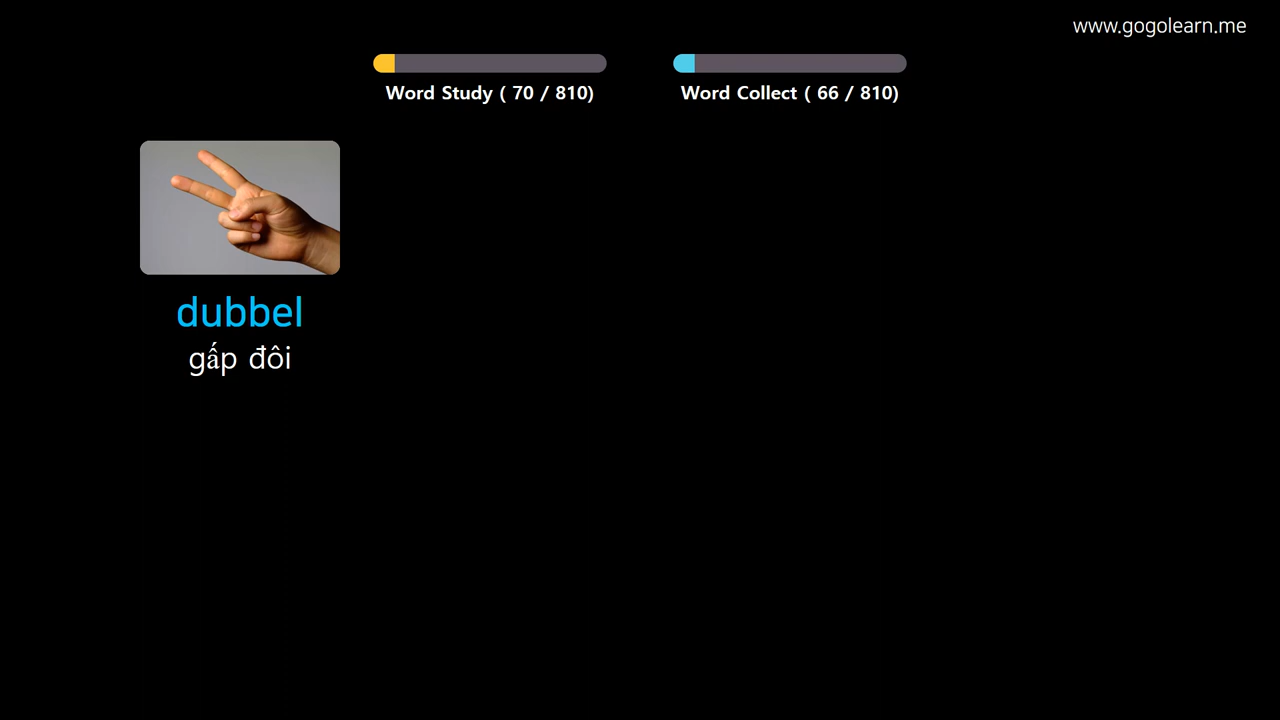 www.gogolearn.me
Word Study ( 70 / 810)
Word Collect ( 66 / 810)
dubbel
gấp đôi